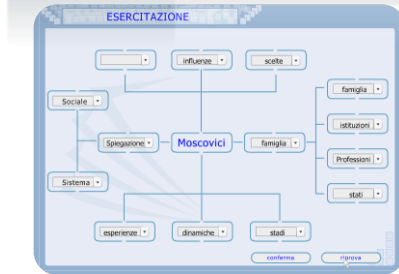 ESERCITAZIONE
influenze
scelte
famiglia
Sociale
istituzioni
Spiegazione
Moscovici
famiglia
Professioni
Sistema
stati
esperienze
dinamiche
stadi
conferma
riprova